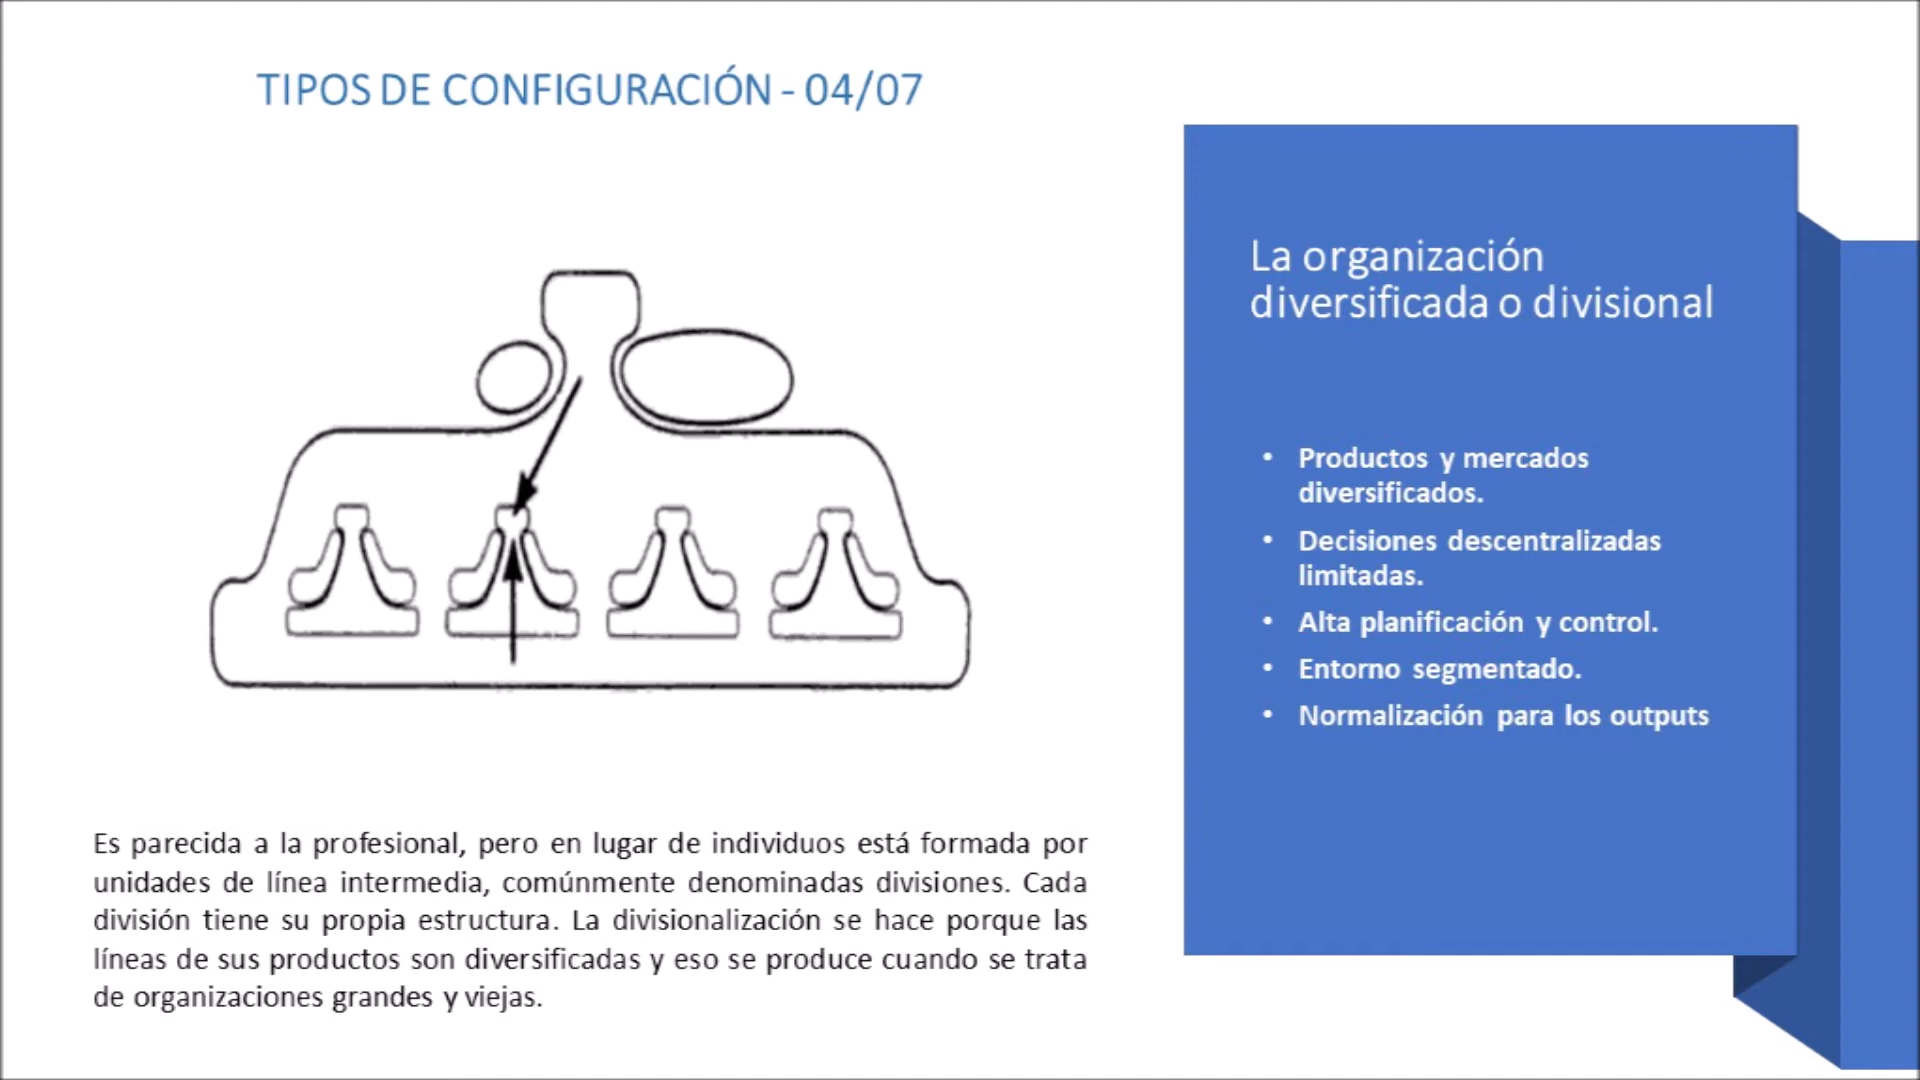 TIPOS DE CONFIGURACIÓN - 04/07
La organización
diversificada o divisional
• Productos y mercados
diversificados.
• Decisiones descentralizadas
limitadas.
• Alta planificación y control.
• Entorno segmentado.
• Normalización para los outputs
Es parecida a la profesional, pero en lugar de individuos está formada por
unidades de línea intermedia, comúnmente denominadas divisiones. Cada
división tiene su propia estructura. La divisionalización se hace porque las
líneas de sus productos son diversificadas y eso se produce cuando se trata
de organizaciones grandes y viejas.